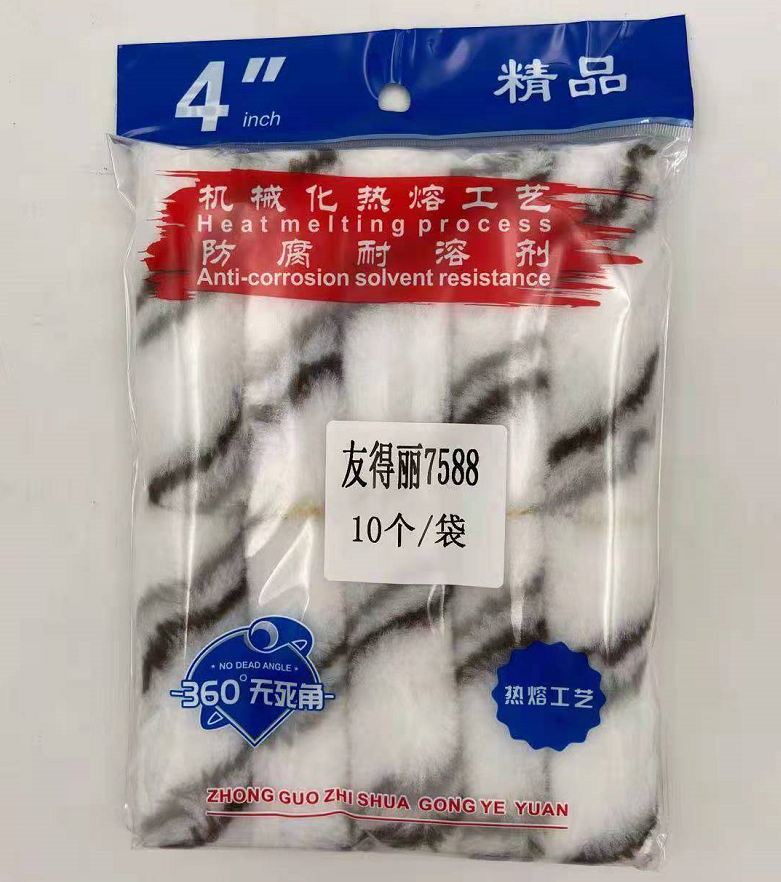 4″
inch
精品
机械化热熔工艺
Heat melting process
防腐耐溶剂
Anti-corrosion solvent resistance
友得丽7588
10个/袋
* NO DEAD ANGLE *
360°无死角
热熔工艺
ZHONG GUO ZHI SHUA GONG YE YUAN